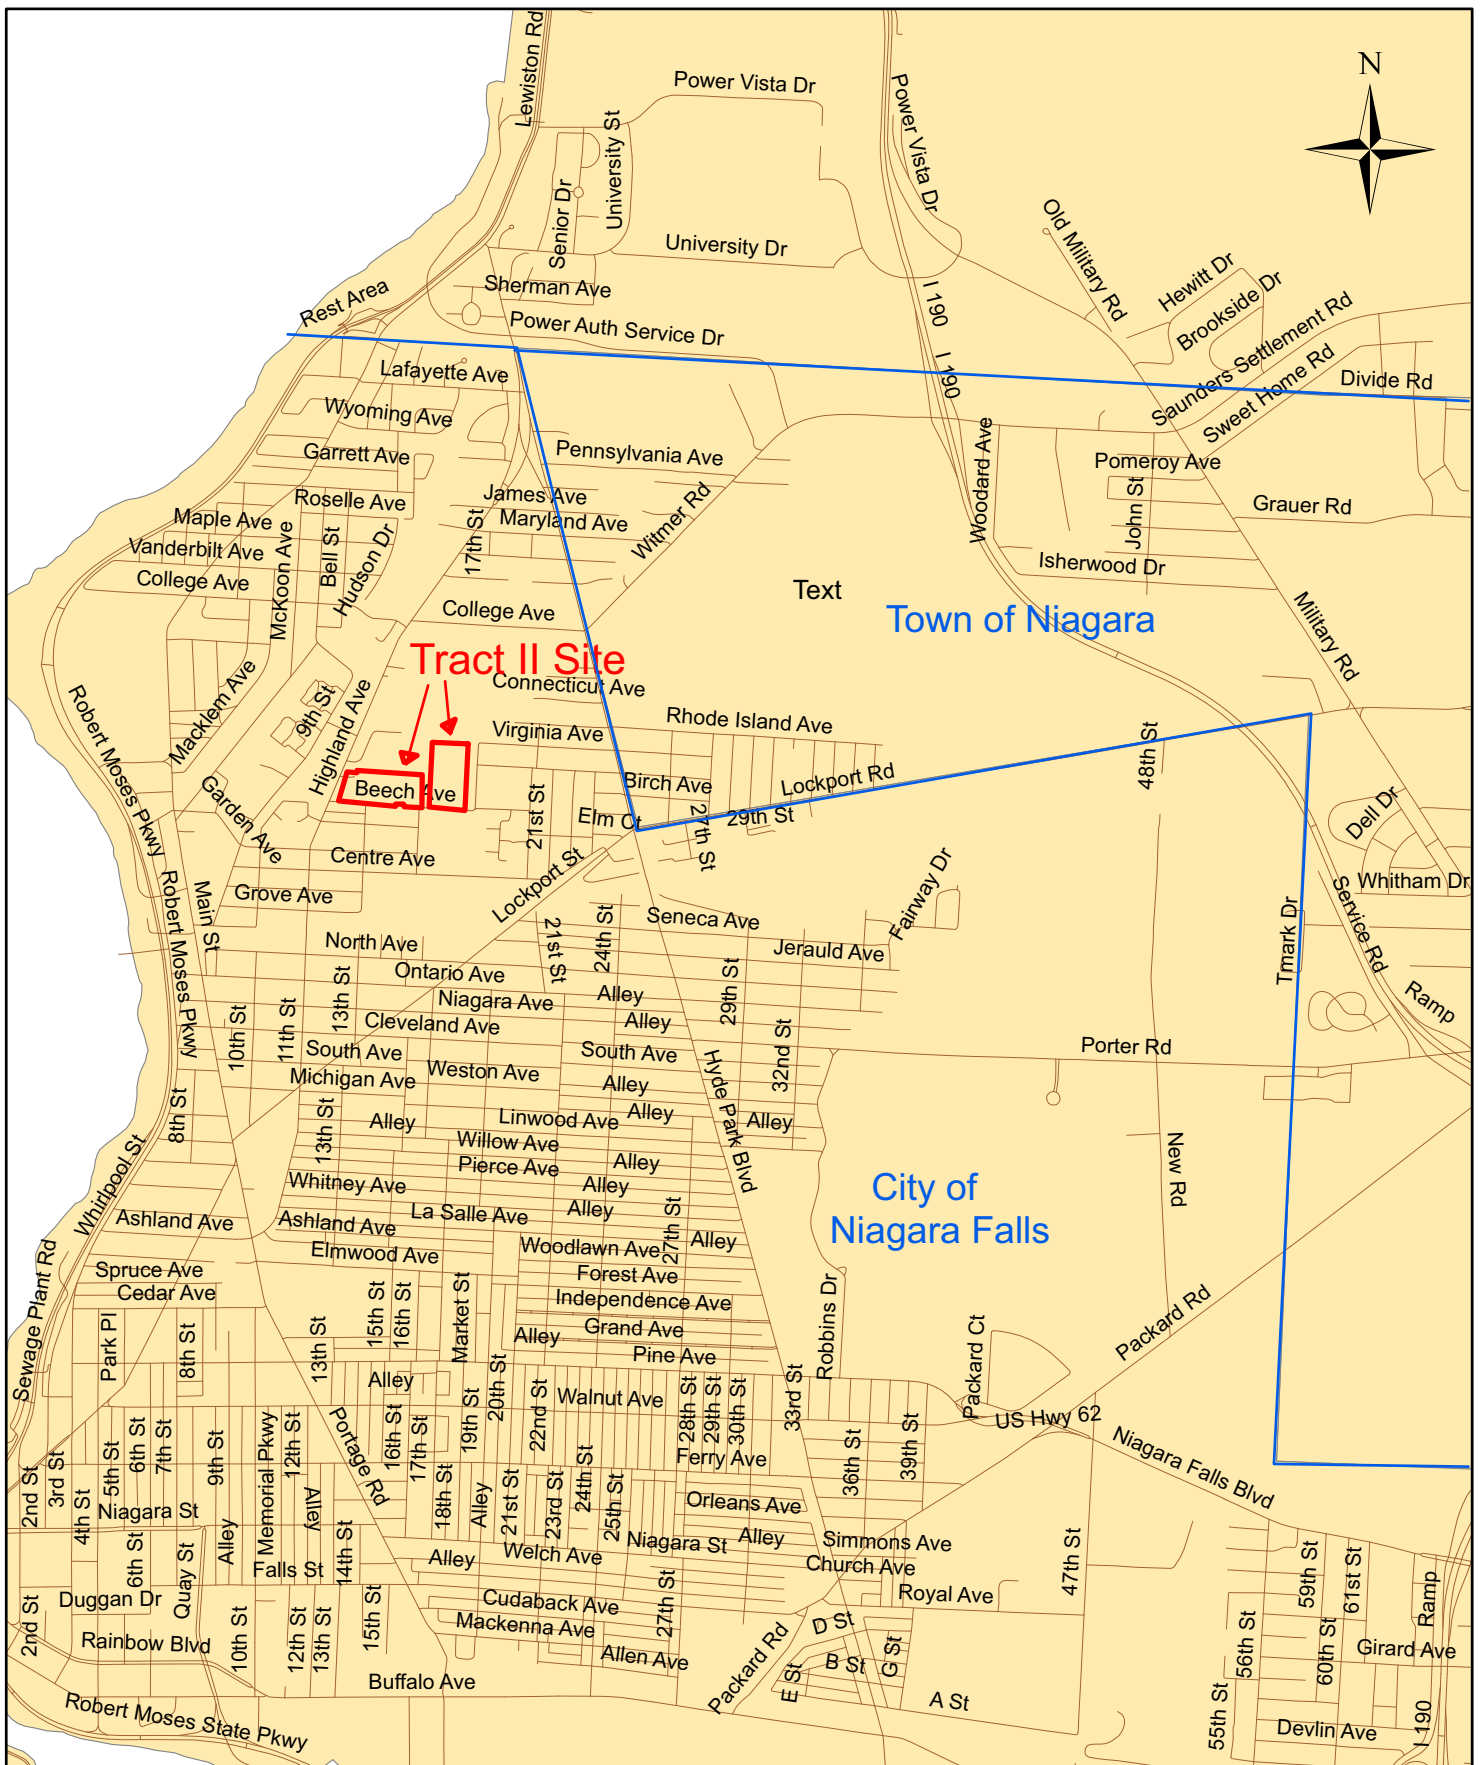 Lewiston Rd
Power Vista Dr
N
Power Vista Dr
University St
Senior Dr
University Dr
Old Military Rd
Hewitt Dr
Brookside Dr
Sherman Ave
Rest Area
I 190
Power Auth Service Dr
Saunders Settlement Rd
Sweet Home Rd
I 190
Divide Rd
Lafayette Ave
Wyoming Ave
Garrett Ave
Pennsylvania Ave
Woodard Ave
Pomeroy Ave
Roselle Ave
James Ave
Maryland Ave
Witmer Rd
John St
Grauer Rd
Maple Ave
Vanderbilt Ave
College Ave
McKoon Ave
Bell St
Hudson Dr
17th St
Isherwood Dr
Text
Town of Niagara
College Ave
Military Rd
Tract II Site
Connecticut Ave
Macklem Ave
9th St
Highland Ave
Robert Moses Pkwy
Virginia Ave
Rhode Island Ave
48th St
Beech Ave
Birch Ave
Lockport Rd
Garden Ave
21st St
Elm Ct
27th St
29th St
Dell Dr
Centre Ave
Lockport St
Grove Ave
Whitham Dr
Robert Moses Pkwy
Main St
Fairway Dr
Service Rd
Tmark Dr
Seneca Ave
North Ave
21st St
24th St
Jerauld Ave
Ontario Ave
13th St
Niagara Ave
Alley
29th St
Ramp
10th St
11th St
Cleveland Ave
Alley
32nd St
South Ave
South Ave
Porter Rd
Michigan Ave
Weston Ave
Alley
Hyde Park Blvd
8th St
13th St
Alley
Linwood Ave
Alley
Alley
Willow Ave
Whirlpool St
Pierce Ave
Alley
New Rd
Whitney Ave
Alley
City of
Niagara Falls
Ashland Ave
Ashland Ave
La Salle Ave
Alley
27th St
Alley
Elmwood Ave
Woodlawn Ave
Sewage Plant Rd
Spruce Ave
Forest Ave
Cedar Ave
15th St
16th St
Market St
Independence Ave
Robbins Dr
Packard Rd
Park Pl
8th St
13th St
Alley
Grand Ave
Packard Ct
Pine Ave
Alley
20th St
Walnut Ave
33rd St
22nd St
28th St
29th St
30th St
US Hwy 62
Portage Rd
16th St
17th St
19th St
36th St
39th St
Niagara Falls Blvd
2nd St
3rd St
5th St
6th St
7th St
9th St
Memorial Pkwy
12th St
Ferry Ave
4th St
Niagara St
Alley
Alley
18th St
Alley
21st St
23rd St
24th St
25th St
Orleans Ave
Niagara St
Alley
Simmons Ave
6th St
Quay St
Falls St
14th St
Alley
Welch Ave
Church Ave
47th St
59th St
61st St
Ramp
2nd St
Duggan Dr
Royal Ave
Cudaback Ave
27th St
Rainbow Blvd
10th St
12th St
13th St
15th St
Mackenna Ave
D St
56th St
60th St
Girard Ave
Allen Ave
Packard Rd
B St
G St
Buffalo Ave
E St
A St
Robert Moses State Pkwy
55th St
Devlin Ave
I 190